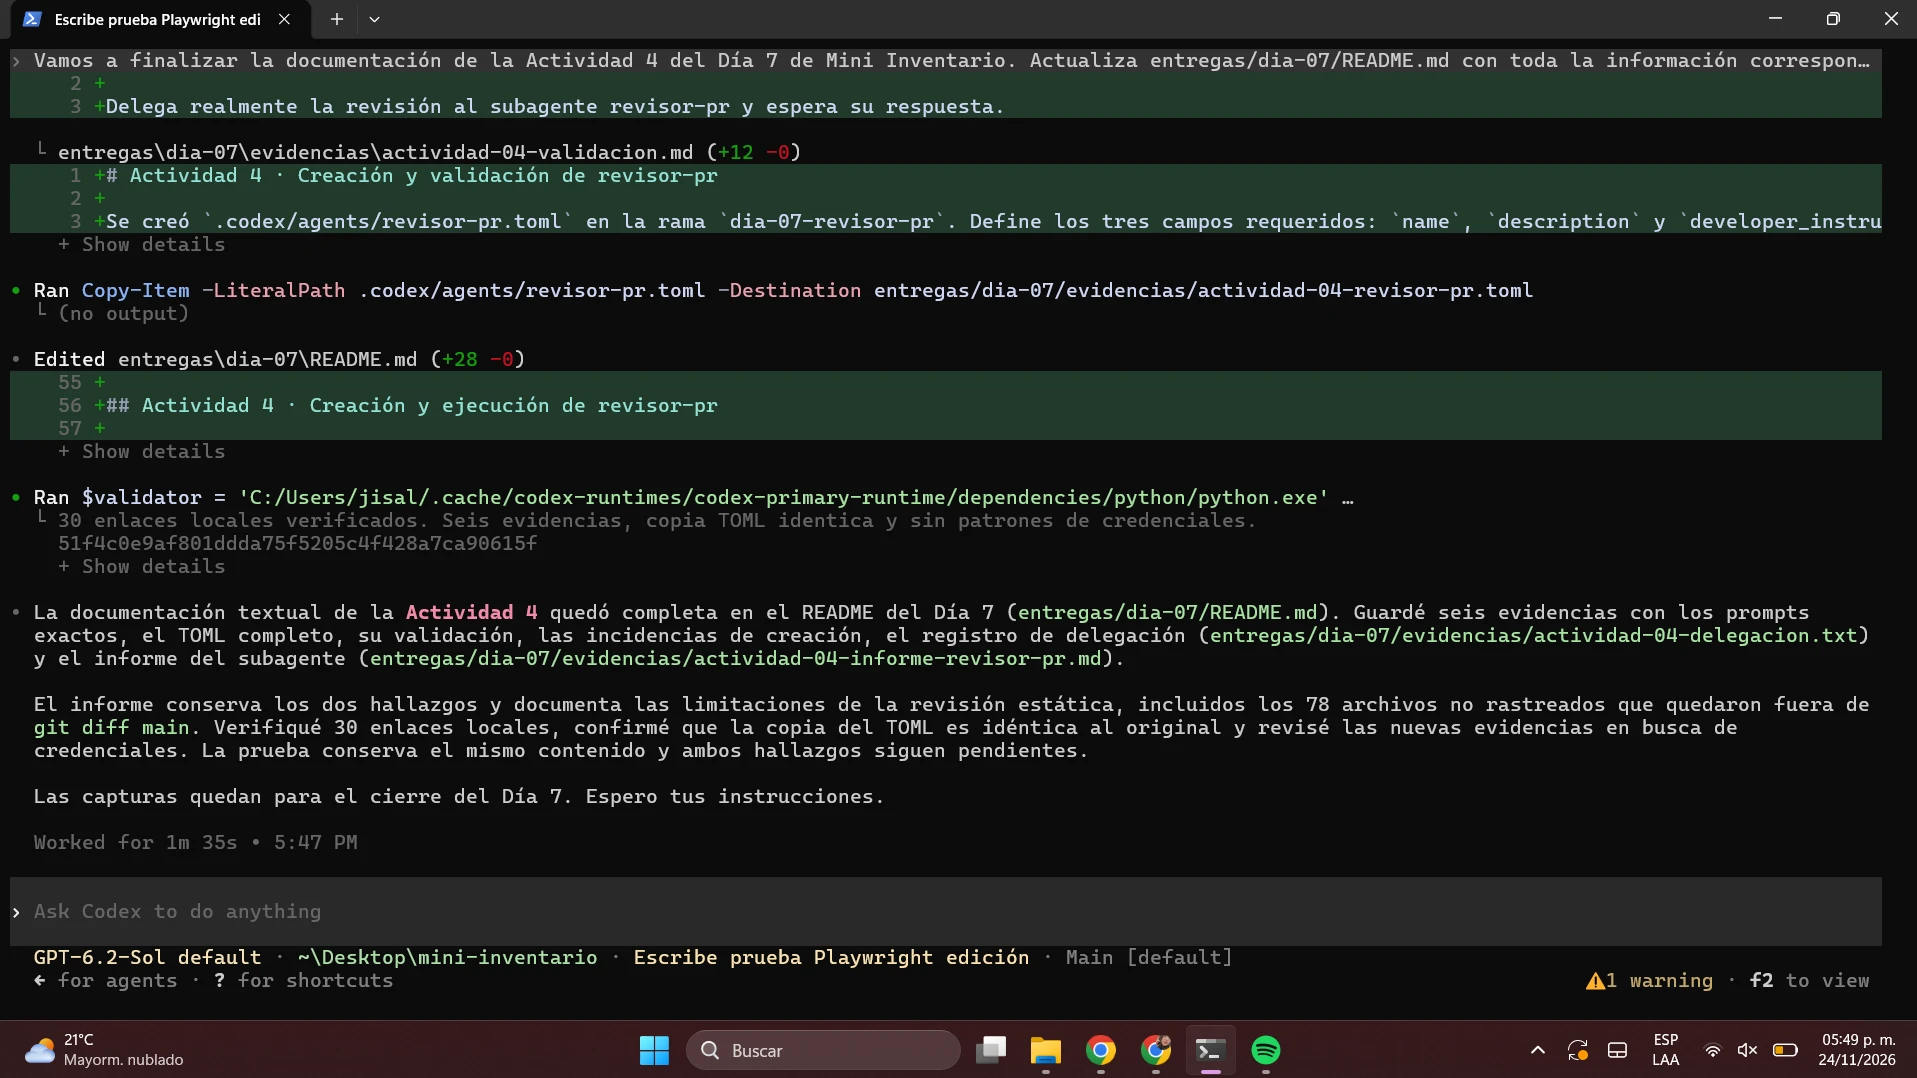 Escribe prueba Playwright edi
› Vamos a finalizar la documentación de la Actividad 4 del Día 7 de Mini Inventario. Actualiza entregas/dia-07/README.md con toda la información correspon…
2 +
3 +Delega realmente la revisión al subagente revisor-pr y espera su respuesta.
└ entregas\dia-07\evidencias\actividad-04-validacion.md (+12 -0)
1 +# Actividad 4 · Creación y validación de revisor-pr
2 +
3 +Se creó `.codex/agents/revisor-pr.toml` en la rama `dia-07-revisor-pr`. Define los tres campos requeridos: `name`, `description` y `developer_instru
+ Show details
• Ran Copy-Item -LiteralPath .codex/agents/revisor-pr.toml -Destination entregas/dia-07/evidencias/actividad-04-revisor-pr.toml
└ (no output)
• Edited entregas\dia-07\README.md (+28 -0)
55 +
56 +## Actividad 4 · Creación y ejecución de revisor-pr
57 +
+ Show details
• Ran $validator = 'C:/Users/jisal/.cache/codex-runtimes/codex-primary-runtime/dependencies/python/python.exe' …
└ 30 enlaces locales verificados. Seis evidencias, copia TOML identica y sin patrones de credenciales.
51f4c0e9af801ddda75f5205c4f428a7ca90615f
+ Show details
• La documentación textual de la Actividad 4 quedó completa en el README del Día 7 (entregas/dia-07/README.md). Guardé seis evidencias con los prompts
exactos, el TOML completo, su validación, las incidencias de creación, el registro de delegación (entregas/dia-07/evidencias/actividad-04-delegacion.txt)
y el informe del subagente (entregas/dia-07/evidencias/actividad-04-informe-revisor-pr.md).
El informe conserva los dos hallazgos y documenta las limitaciones de la revisión estática, incluidos los 78 archivos no rastreados que quedaron fuera de
git diff main. Verifiqué 30 enlaces locales, confirmé que la copia del TOML es idéntica al original y revisé las nuevas evidencias en busca de
credenciales. La prueba conserva el mismo contenido y ambos hallazgos siguen pendientes.
Las capturas quedan para el cierre del Día 7. Espero tus instrucciones.
Worked for 1m 35s • 5:47 PM
› Ask Codex to do anything
GPT-6.2-Sol default · ~\Desktop\mini-inventario · Escribe prueba Playwright edición · Main [default]
← for agents · ? for shortcuts
⚠1 warning · f2 to view
21°C
Mayorm. nublado
Buscar
ESP
LAA
05:49 p. m.
24/11/2026